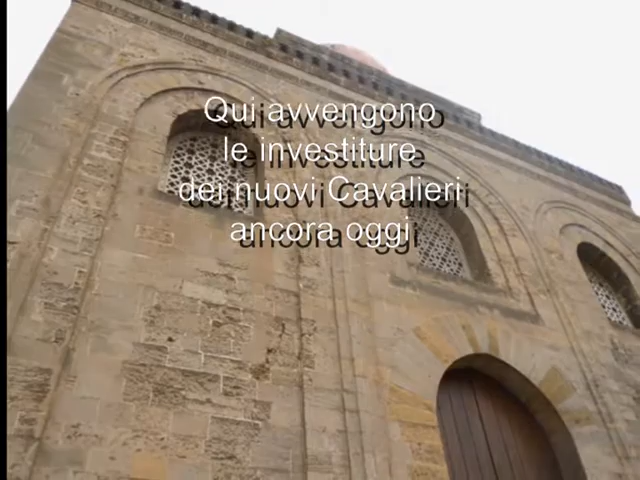 Qui avvengono
le investiture
dei nuovi Cavalieri
ancora oggi